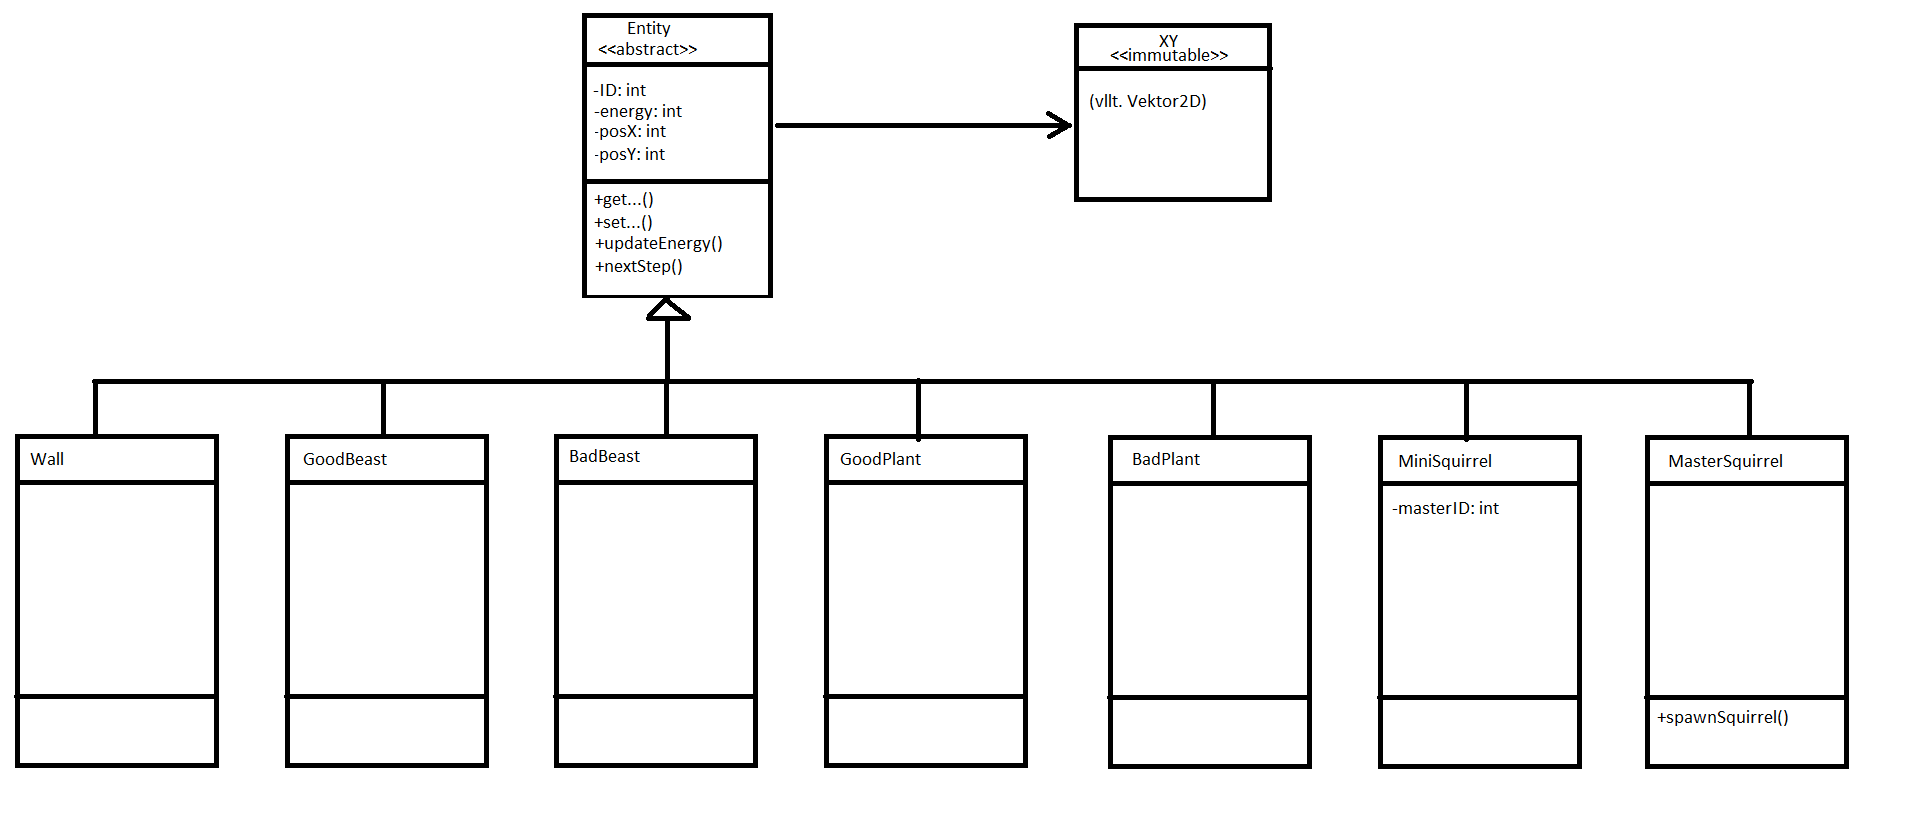 Entity
<<abstract>>
-ID: int
-energy: int
-posX: int
-posY: int
+get...()
+set...()
+updateEnergy()
+nextStep()
XY
<<immutable>>
(vllt. Vektor2D)
Wall
GoodBeast
BadBeast
GoodPlant
BadPlant
MiniSquirrel
-masterID: int
MasterSquirrel
+spawnSquirrel()